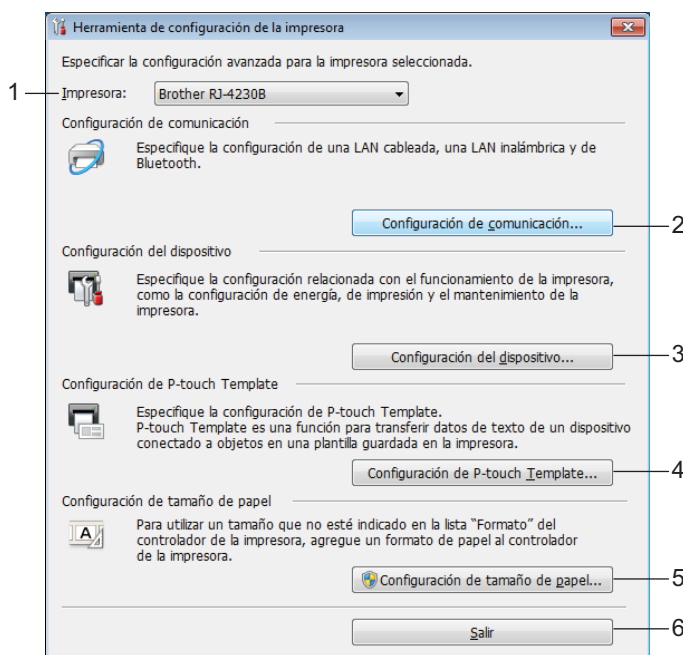 Herramienta de configuración de la impresora
Especificar la configuración avanzada para la impresora seleccionada.
1
Impresora: Brother RJ-4230B
Configuración de comunicación
Especifique la configuración de una LAN cableada, una LAN inalámbrica y de
Bluetooth.
Configuración de comunicación... 2
Configuración del dispositivo
Especifique la configuración relacionada con el funcionamiento de la impresora,
como la configuración de energía, de impresión y el mantenimiento de la
impresora.
Configuración del dispositivo... 3
Configuración de P-touch Template
Especifique la configuración de P-touch Template.
P-touch Template es una función para transferir datos de texto de un dispositivo
conectado a objetos en una plantilla guardada en la impresora.
Configuración de P-touch Template... 4
Configuración de tamaño de papel
A
Para utilizar un tamaño que no esté indicado en la lista "Formato" del
controlador de la impresora, agregue un formato de papel al controlador
de la impresora.
Configuración de tamaño de papel... 5
Salir 6